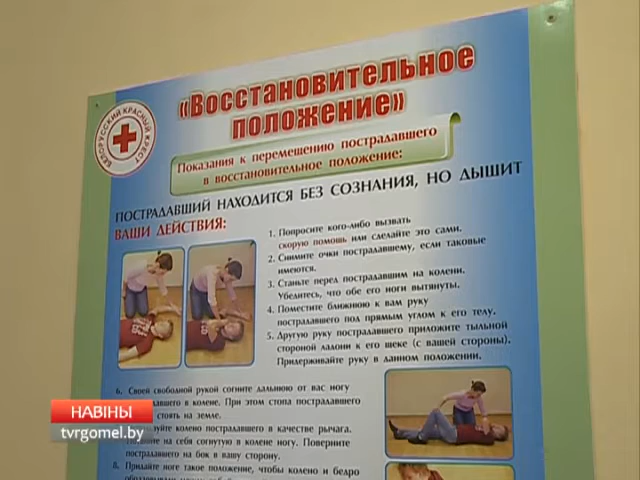 БЕЛОРУССКИЙ КРАСНЫЙ КРЕСТ
«Восстановительное
положение»
Показания к перемещению пострадавшего
в восстановительное положение:
ПОСТРАДАВШИЙ НАХОДИТСЯ БЕЗ СОЗНАНИЯ, НО ДЫШИТ
ВАШИ ДЕЙСТВИЯ:
1. Попросите кого-либо вызвать
скорую помощь или сделайте это сами.
2. Снимите очки пострадавшему, если таковые
имеются.
3. Станьте перед пострадавшим на колени.
Убедитесь, что обе его ноги вытянуты.
4. Поместите ближнюю к вам руку
пострадавшего под прямым углом к его телу.
5. Другую руку пострадавшего приложите тыльной
стороной ладони к его щеке (с вашей стороны).
Придерживайте руку в данном положении.
6. Своей свободной рукой согните дальнюю от вас ногу
в колене. При этом стопа пострадавшего
стоять на земле.
колено пострадавшего в качестве рычага.
на себя согнутую в колене ногу. Поверните
пострадавшего на бок в вашу сторону.
8. Придайте ноге такое положение, чтобы колено и бедро
НАВІНЫ
tvrgomel.by